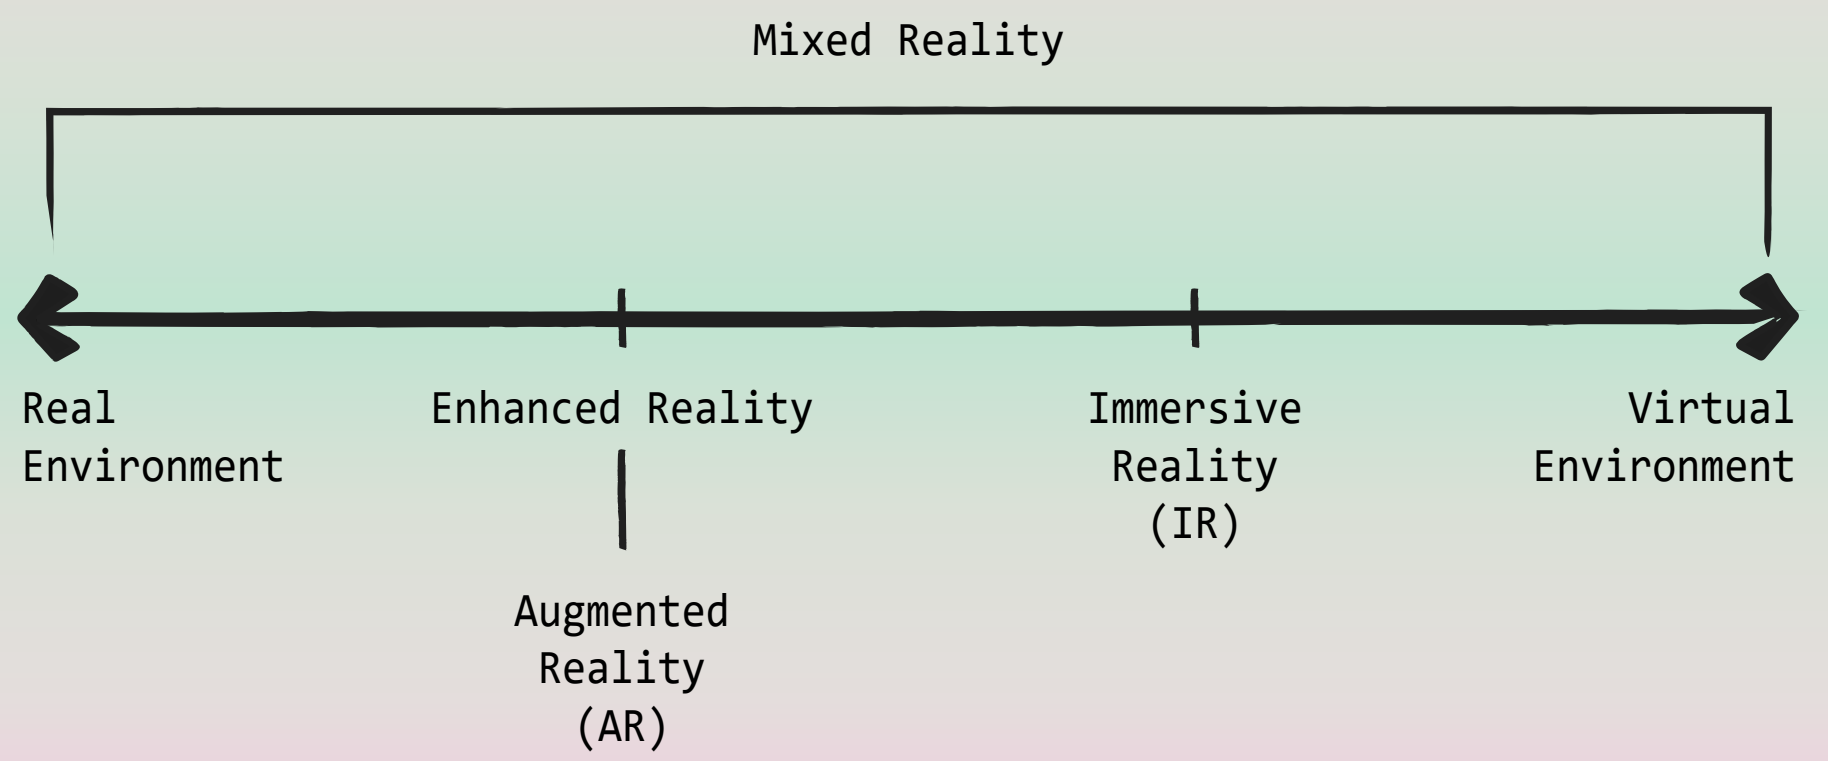 Mixed Reality
Real
Environment
Enhanced Reality
Augmented
Reality
(AR)
Immersive
Reality
(IR)
Virtual
Environment